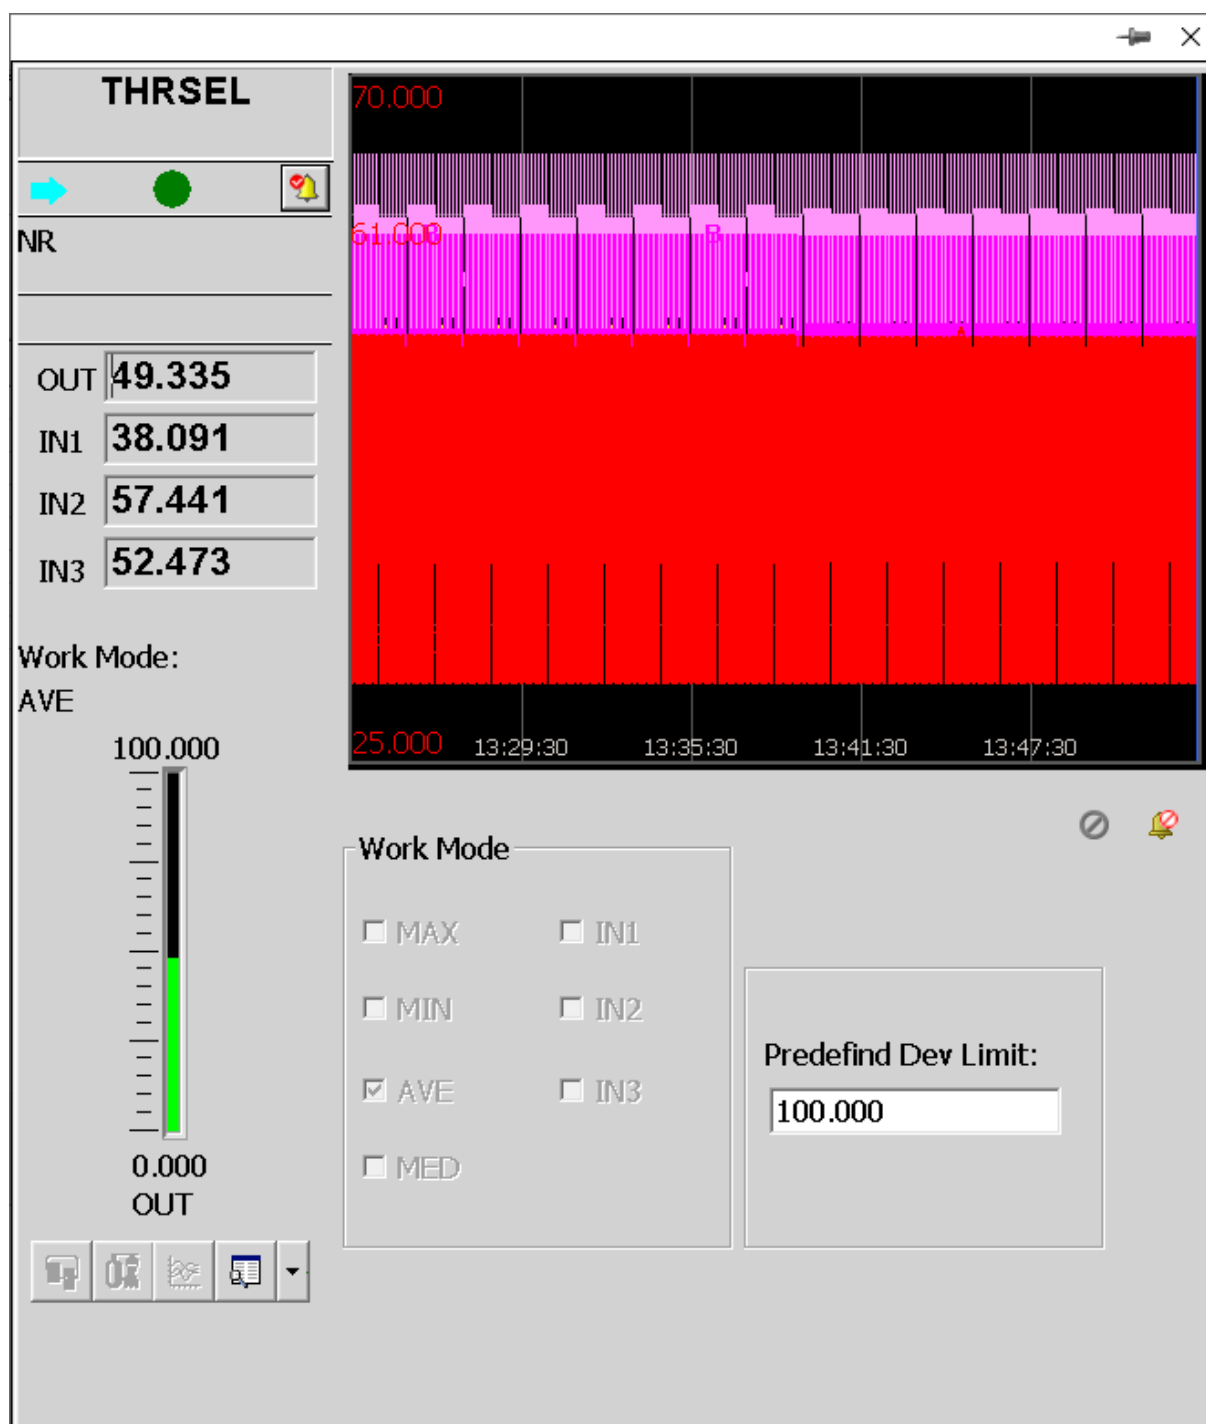 THRSEL
NR
OUT 49.335
IN1 38.091
IN2 57.441
IN3 52.473
Work Mode:
AVE
100.000
0.000
OUT
70.000
61.000
B
A
25.000 13:29:30 13:35:30 13:41:30 13:47:30
Work Mode
MAX IN1
MIN IN2
AVE IN3
MED
Predefind Dev Limit:
100.000